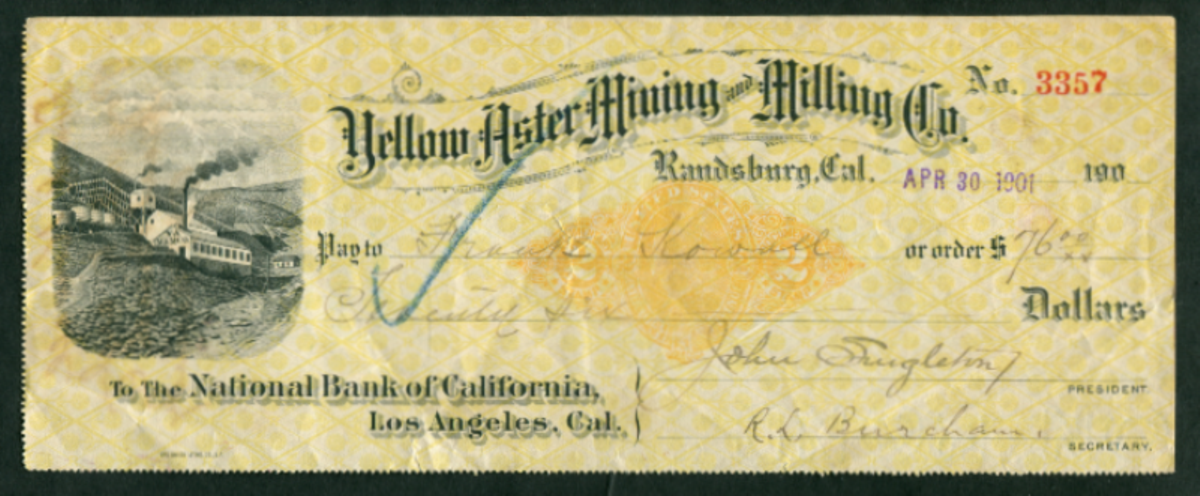 Yellow Aster Mining and Milling Co.
No. 3357
Randsburg, Cal. APR 30 1901 190
Pay to Frank or order $ 76 00
Six Dollars
John Singleton
PRESIDENT
To The National Bank of California,
Los Angeles, Cal.
R. L. Burcham
SECRETARY.